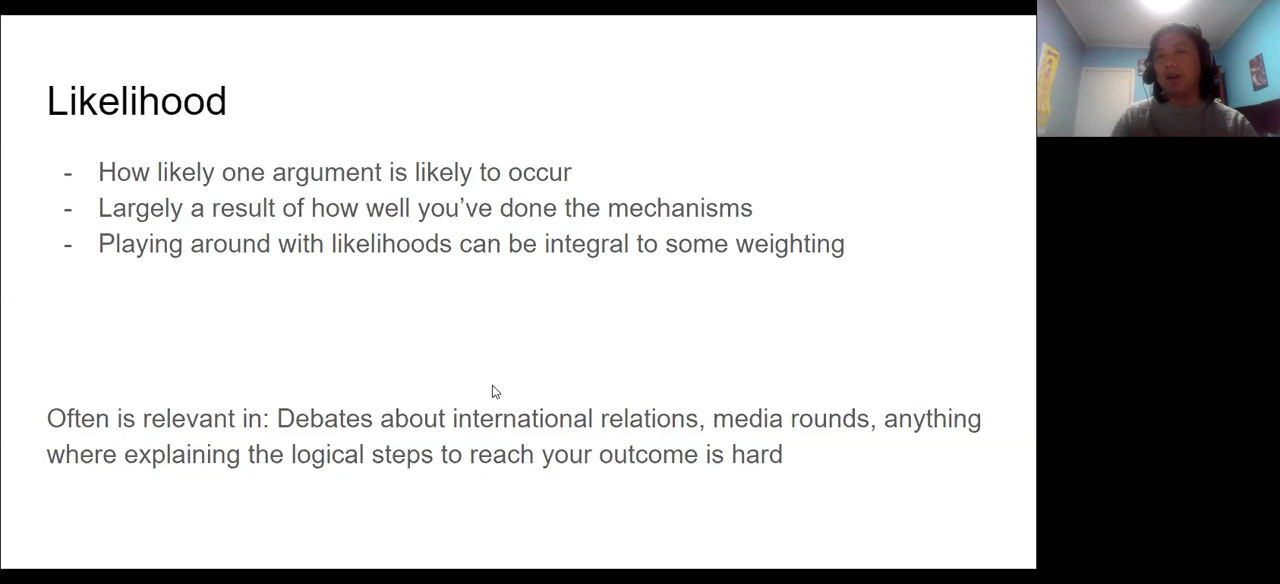 Likelihood
- How likely one argument is likely to occur
- Largely a result of how well you’ve done the mechanisms
- Playing around with likelihoods can be integral to some weighting
Often is relevant in: Debates about international relations, media rounds, anything
where explaining the logical steps to reach your outcome is hard